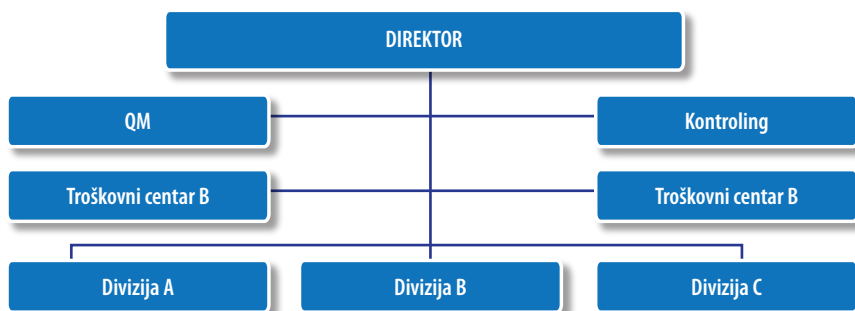 DIREKTOR
QM
Kontroling
Troškovni centar B
Troškovni centar B
Divizija A
Divizija B
Divizija C